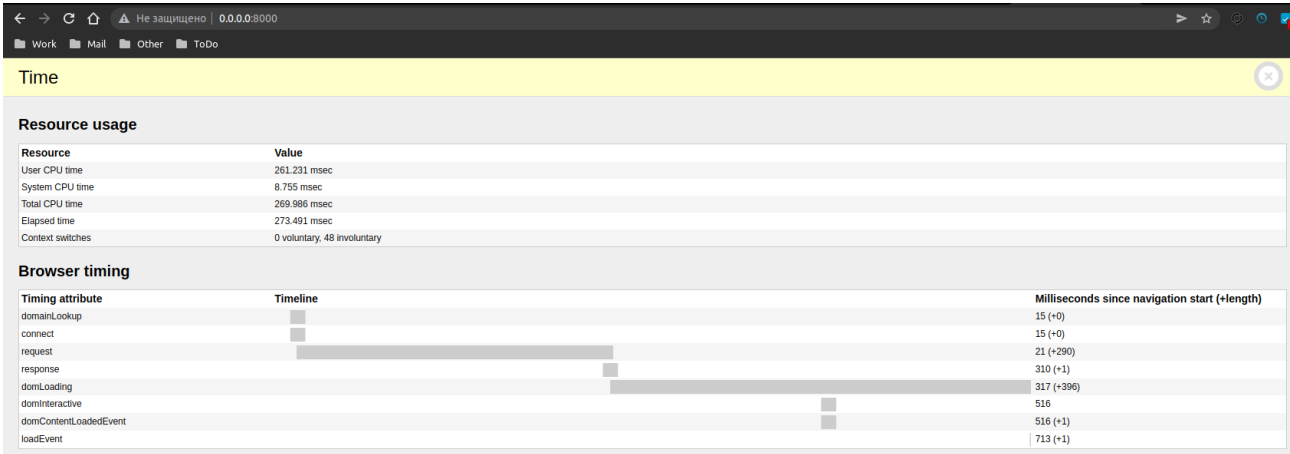 Не защищено | 0.0.0.0:8000
Work Mail Other ToDo
Time
Resource usage
Resource Value
User CPU time 261.231 msec
System CPU time 8.755 msec
Total CPU time 269.986 msec
Elapsed time 273.491 msec
Context switches 0 voluntary, 48 involuntary
Browser timing
Timing attribute Timeline Milliseconds since navigation start (+length)
domainLookup 15 (+0)
connect 15 (+0)
request 21 (+290)
response 310 (+1)
domLoading 317 (+396)
domInteractive 516
domContentLoadedEvent 516 (+1)
loadEvent 713 (+1)